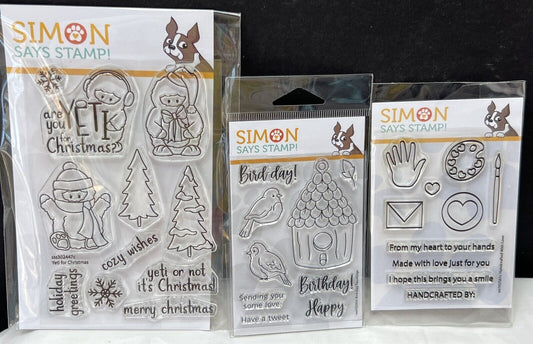 SIMON
SAYS STAMP!
are
you
YETI
for
Christmas?
sss302447c
Yeti for Christmas
cozy wishes
holiday
greetings
yeti or not
it's Christmas!
merry christmas
SIMON
SAYS STAMP!
Bird-day!
Birthday!
Happy
Sending you
some love.
Have a tweet
SIMON
SAYS STAMP!
From my heart to your hands
Made with love just for you
I hope this brings you a smile
HANDCRAFTED BY: